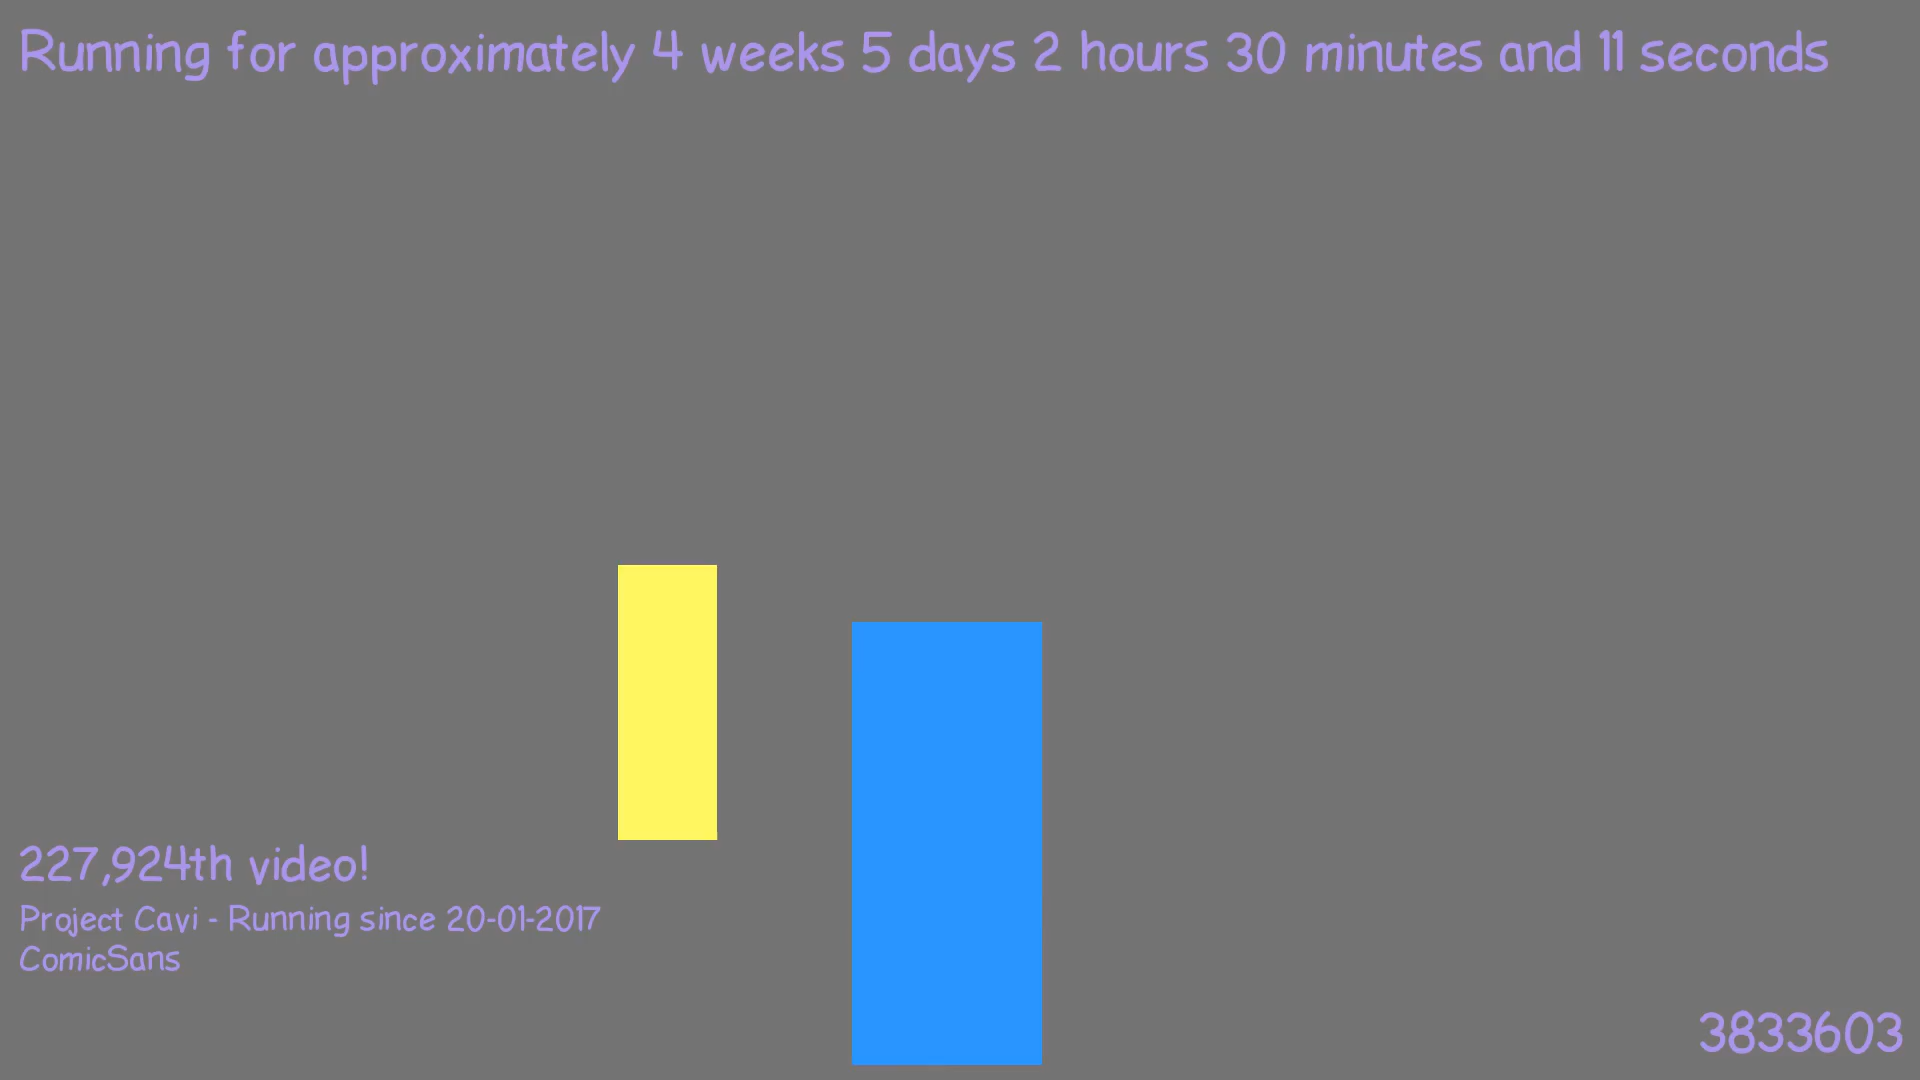 Running for approximately 4 weeks 5 days 2 hours 30 minutes and 11 seconds
227,924th video!
Project Cavi - Running since 20-01-2017
ComicSans
3833603